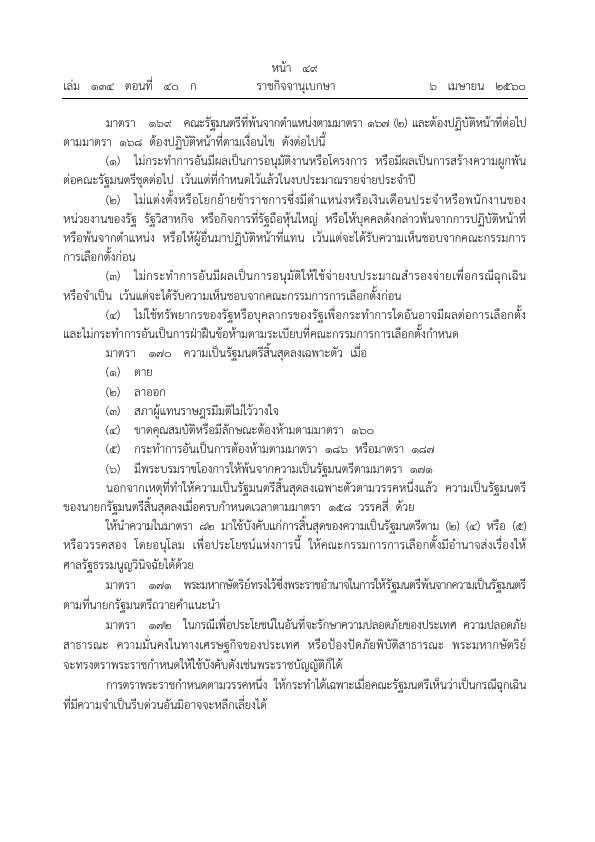 หน้า ๔๙
เล่ม ๑๓๔ ตอนที่ ๔๐ ก ราชกิจจานุเบกษา ๖ เมษายน ๒๕๖๐
มาตรา ๑๖๙ คณะรัฐมนตรีที่พ้นจากตำแหน่งตามมาตรา ๑๖๗ (๒) และต้องปฏิบัติหน้าที่ต่อไป
ตามมาตรา ๑๖๘ ต้องปฏิบัติหน้าที่ตามเงื่อนไข ดังต่อไปนี้
(๑) ไม่กระทำการอันมีผลเป็นการอนุมัติงานหรือโครงการ หรือมีผลเป็นการสร้างความผูกพัน
ต่อคณะรัฐมนตรีชุดต่อไป เว้นแต่ที่กำหนดไว้แล้วในงบประมาณรายจ่ายประจำปี
(๒) ไม่แต่งตั้งหรือโยกย้ายข้าราชการซึ่งมีตำแหน่งหรือเงินเดือนประจำหรือพนักงานของ
หน่วยงานของรัฐ รัฐวิสาหกิจ หรือกิจการที่รัฐถือหุ้นใหญ่ หรือให้บุคคลดังกล่าวพ้นจากการปฏิบัติหน้าที่
หรือพ้นจากตำแหน่ง หรือให้ผู้อื่นมาปฏิบัติหน้าที่แทน เว้นแต่จะได้รับความเห็นชอบจากคณะกรรมการ
การเลือกตั้งก่อน
(๓) ไม่กระทำการอันมีผลเป็นการอนุมัติให้ใช้จ่ายงบประมาณสำรองจ่ายเพื่อกรณีฉุกเฉิน
หรือจำเป็น เว้นแต่จะได้รับความเห็นชอบจากคณะกรรมการการเลือกตั้งก่อน
(๔) ไม่ใช้ทรัพยากรของรัฐหรือบุคลากรของรัฐเพื่อกระทำการใดอันอาจมีผลต่อการเลือกตั้ง
และไม่กระทำการอันเป็นการฝ่าฝืนข้อห้ามตามระเบียบที่คณะกรรมการการเลือกตั้งกำหนด
มาตรา ๑๗๐ ความเป็นรัฐมนตรีสิ้นสุดลงเฉพาะตัว เมื่อ
(๑) ตาย
(๒) ลาออก
(๓) สภาผู้แทนราษฎรมีมติไม่ไว้วางใจ
(๔) ขาดคุณสมบัติหรือมีลักษณะต้องห้ามตามมาตรา ๑๖๐
(๕) กระทำการอันเป็นการต้องห้ามตามมาตรา ๑๘๖ หรือมาตรา ๑๘๗
(๖) มีพระบรมราชโองการให้พ้นจากความเป็นรัฐมนตรีตามมาตรา ๑๗๑
นอกจากเหตุที่ทำให้ความเป็นรัฐมนตรีสิ้นสุดลงเฉพาะตัวตามวรรคหนึ่งแล้ว ความเป็นรัฐมนตรี
ของนายกรัฐมนตรีสิ้นสุดลงเมื่อครบกำหนดเวลาตามมาตรา ๑๕๘ วรรคสี่ ด้วย
ให้นำความในมาตรา ๘๒ มาใช้บังคับแก่การสิ้นสุดของความเป็นรัฐมนตรีตาม (๒) (๔) หรือ (๕)
หรือวรรคสอง โดยอนุโลม เพื่อประโยชน์แห่งการนี้ ให้คณะกรรมการการเลือกตั้งมีอำนาจส่งเรื่องให้
ศาลรัฐธรรมนูญวินิจฉัยได้ด้วย
มาตรา ๑๗๑ พระมหากษัตริย์ทรงไว้ซึ่งพระราชอำนาจในการให้รัฐมนตรีพ้นจากความเป็นรัฐมนตรี
ตามที่นายกรัฐมนตรีถวายคำแนะนำ
มาตรา ๑๗๒ ในกรณีเพื่อประโยชน์ในอันที่จะรักษาความปลอดภัยของประเทศ ความปลอดภัย
สาธารณะ ความมั่นคงในทางเศรษฐกิจของประเทศ หรือป้องปัดภัยพิบัติสาธารณะ พระมหากษัตริย์
จะทรงตราพระราชกำหนดให้ใช้บังคับดังเช่นพระราชบัญญัติก็ได้
การตราพระราชกำหนดตามวรรคหนึ่ง ให้กระทำได้เฉพาะเมื่อคณะรัฐมนตรีเห็นว่าเป็นกรณีฉุกเฉิน
ที่มีความจำเป็นรีบด่วนอันมิอาจจะหลีกเลี่ยงได้